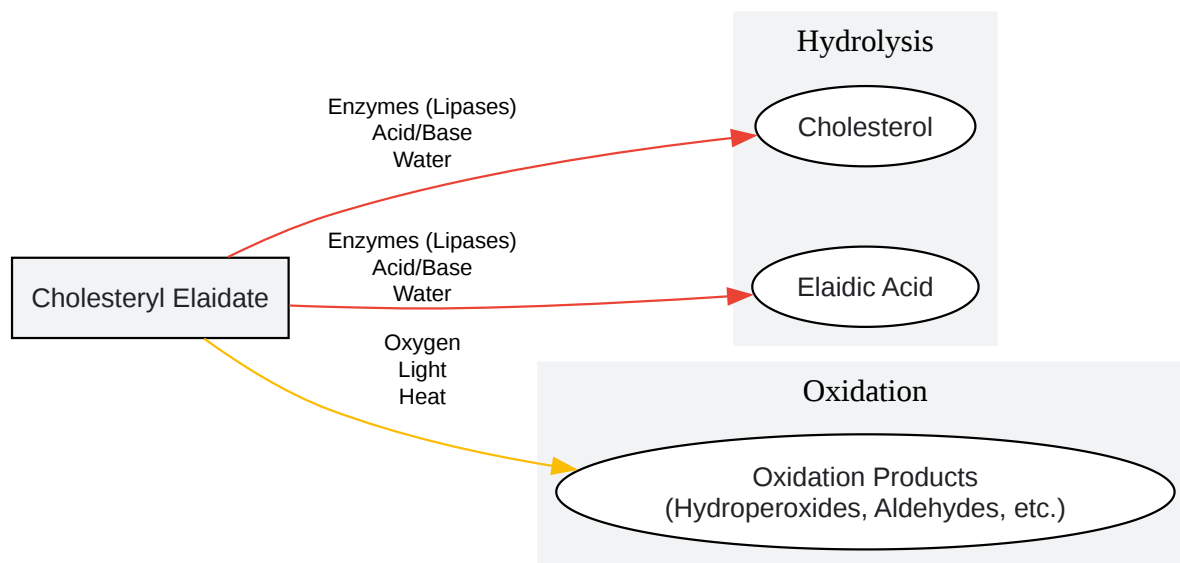 Hydrolysis
Enzymes (Lipases)
Acid/Base
Water
Cholesterol
Enzymes (Lipases)
Acid/Base
Water
Cholesteryl Elaidate
Elaidic Acid
Oxygen
Light
Heat
Oxidation
Oxidation Products
(Hydroperoxides, Aldehydes, etc.)